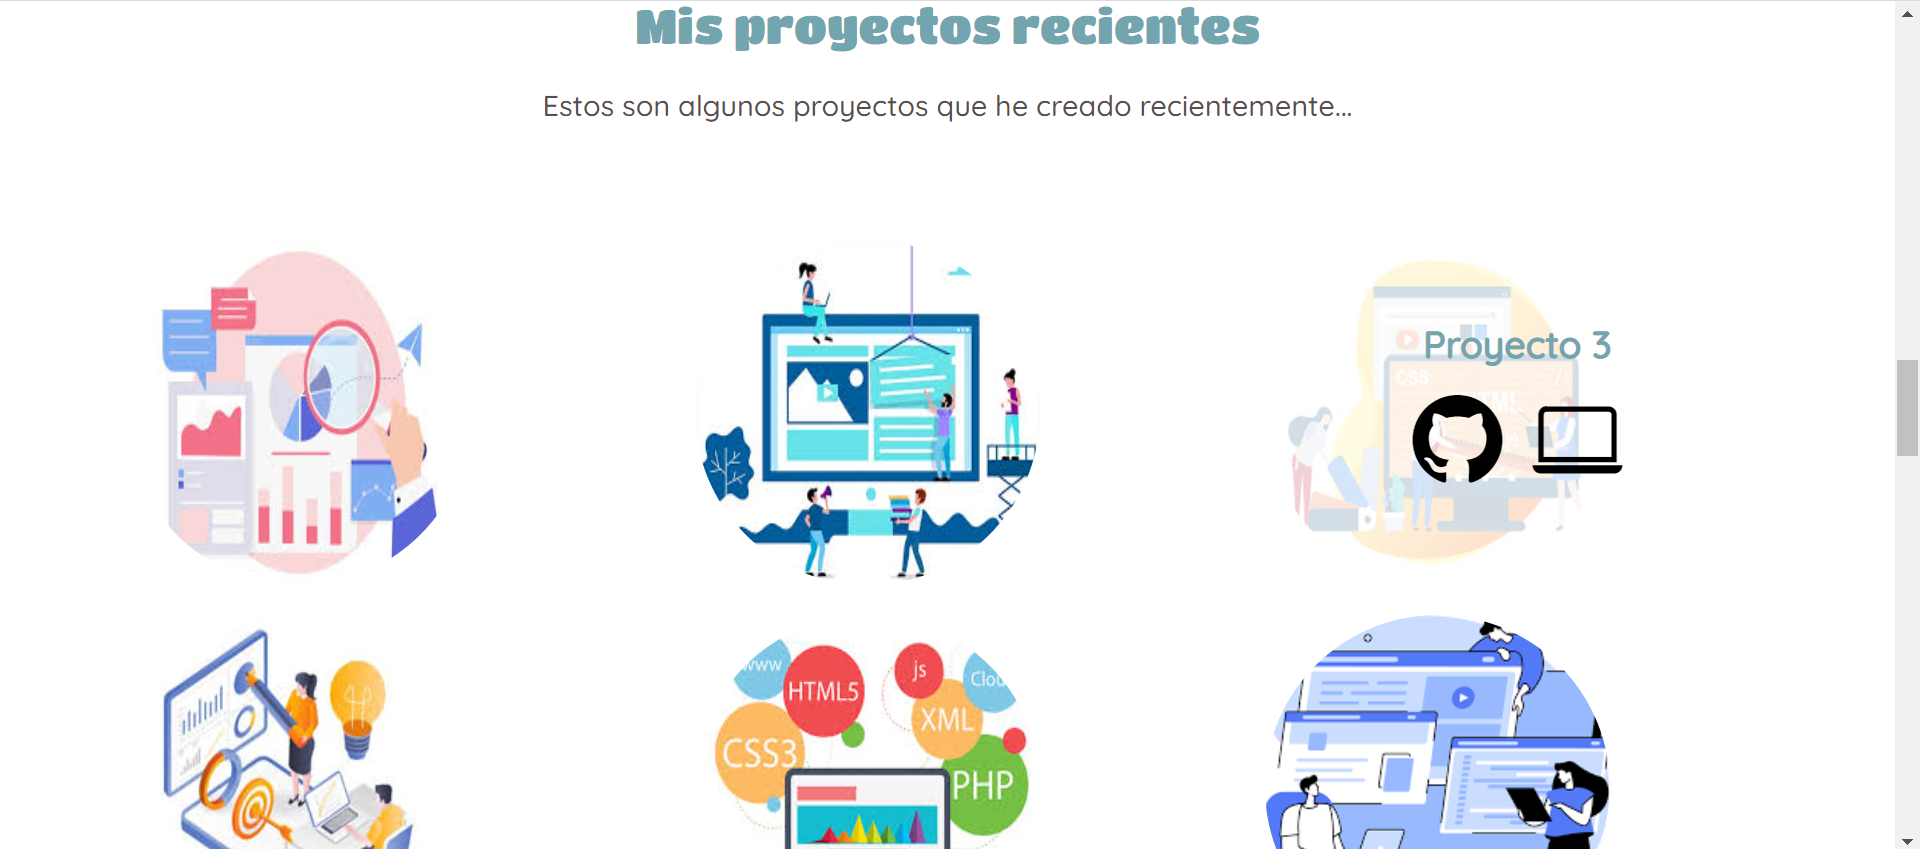 Mis proyectos recientes
Estos son algunos proyectos que he creado recientemente...
Proyecto 3
CSS
</>
HTML
www
HTML5
js
Cloud
XML
CSS3
PHP